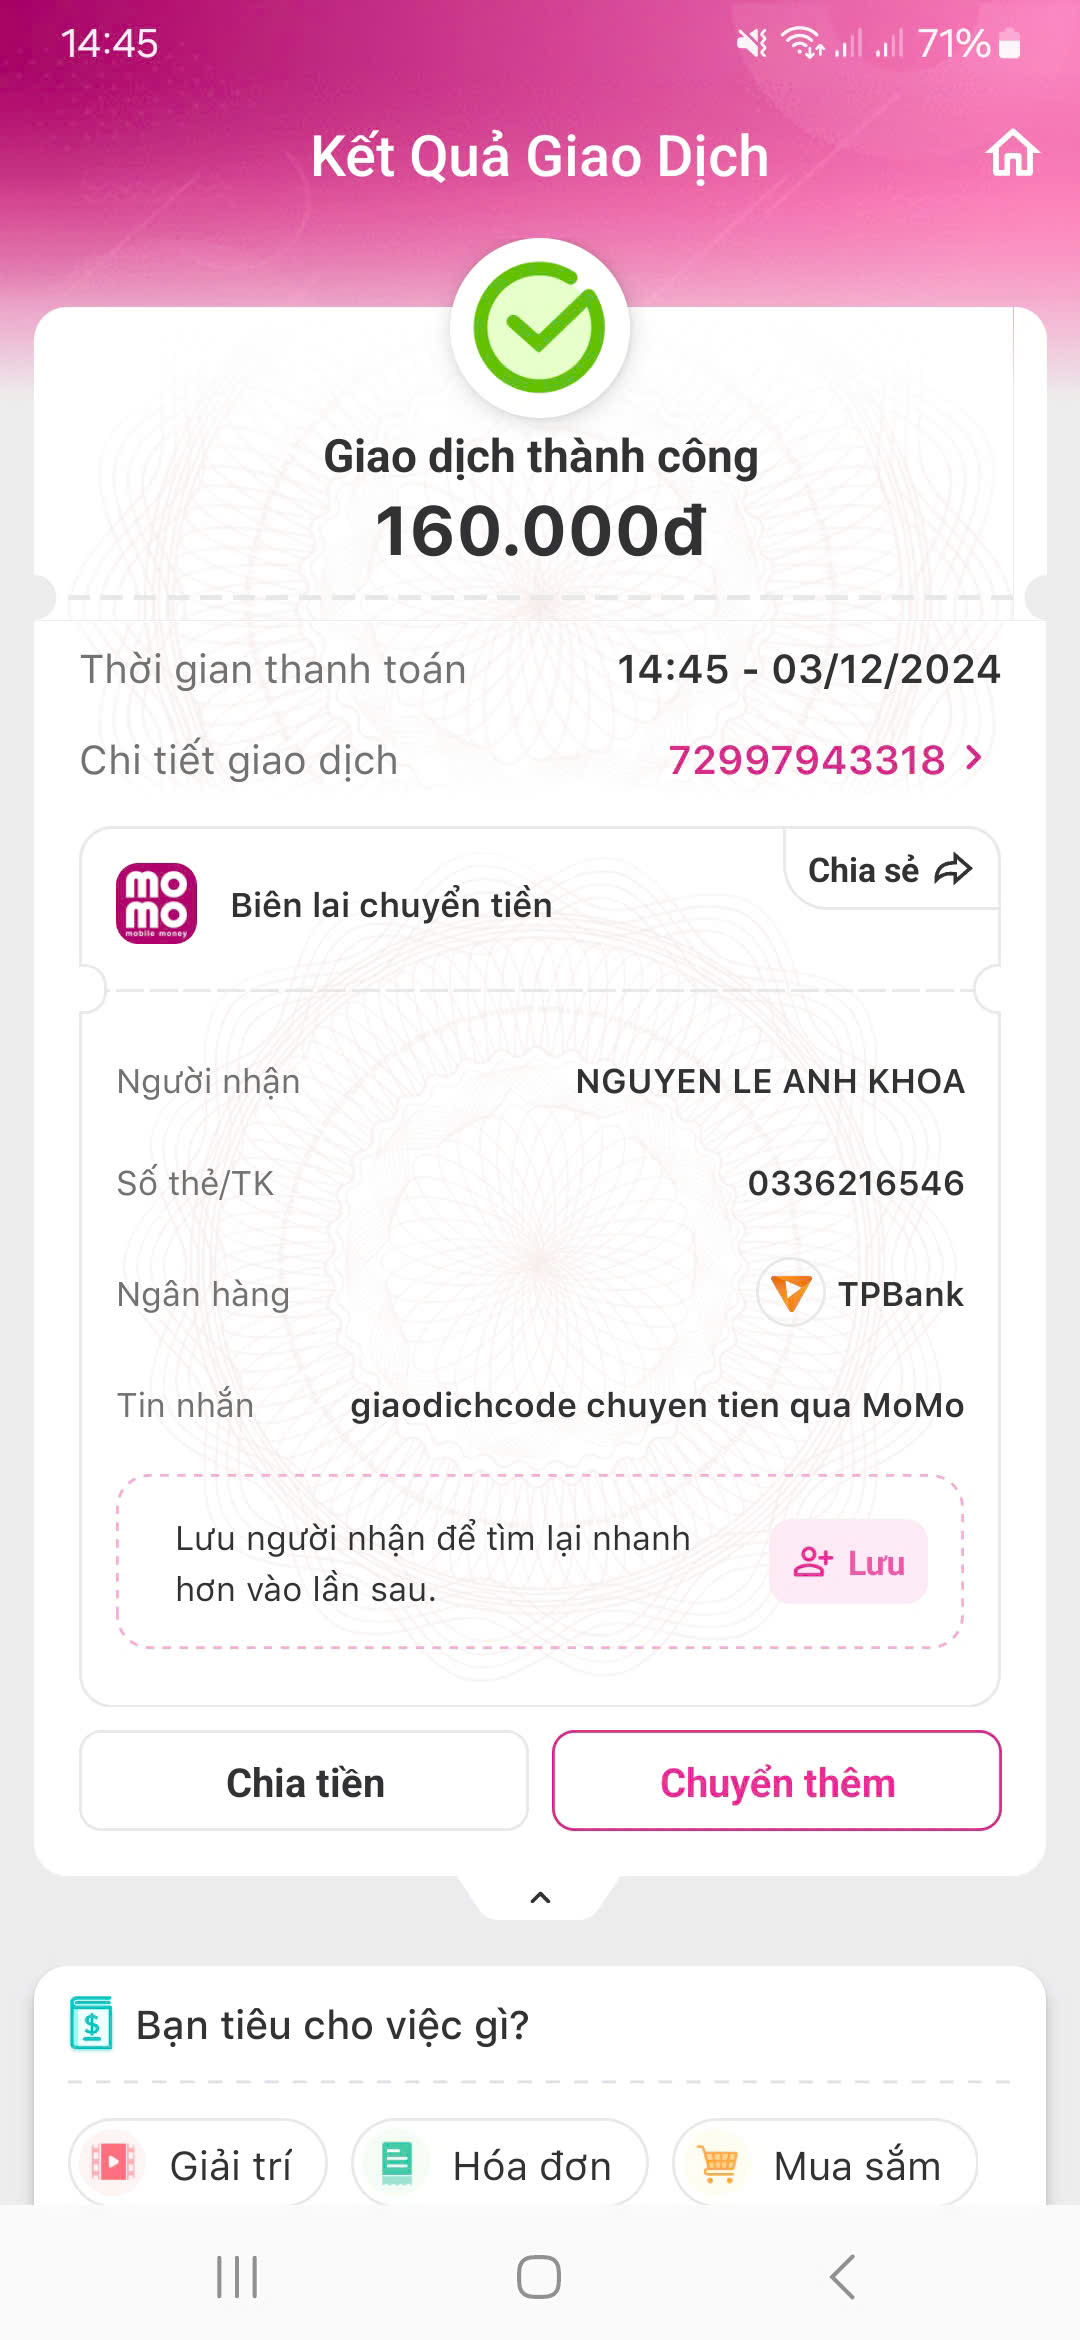 14:45
71%
Kết Quả Giao Dịch
Giao dịch thành công
160.000đ
Thời gian thanh toán 14:45 - 03/12/2024
Chi tiết giao dịch 72997943318
Chia sẻ
mo
mo
mobile money
Biên lai chuyển tiền
Người nhận NGUYEN LE ANH KHOA
Số thẻ/TK 0336216546
Ngân hàng TPBank
Tin nhắn giaodichcode chuyen tien qua MoMo
Lưu người nhận để tìm lại nhanh
hơn vào lần sau.
Lưu
Chia tiền Chuyển thêm
$ Bạn tiêu cho việc gì?
Giải trí Hóa đơn Mua sắm